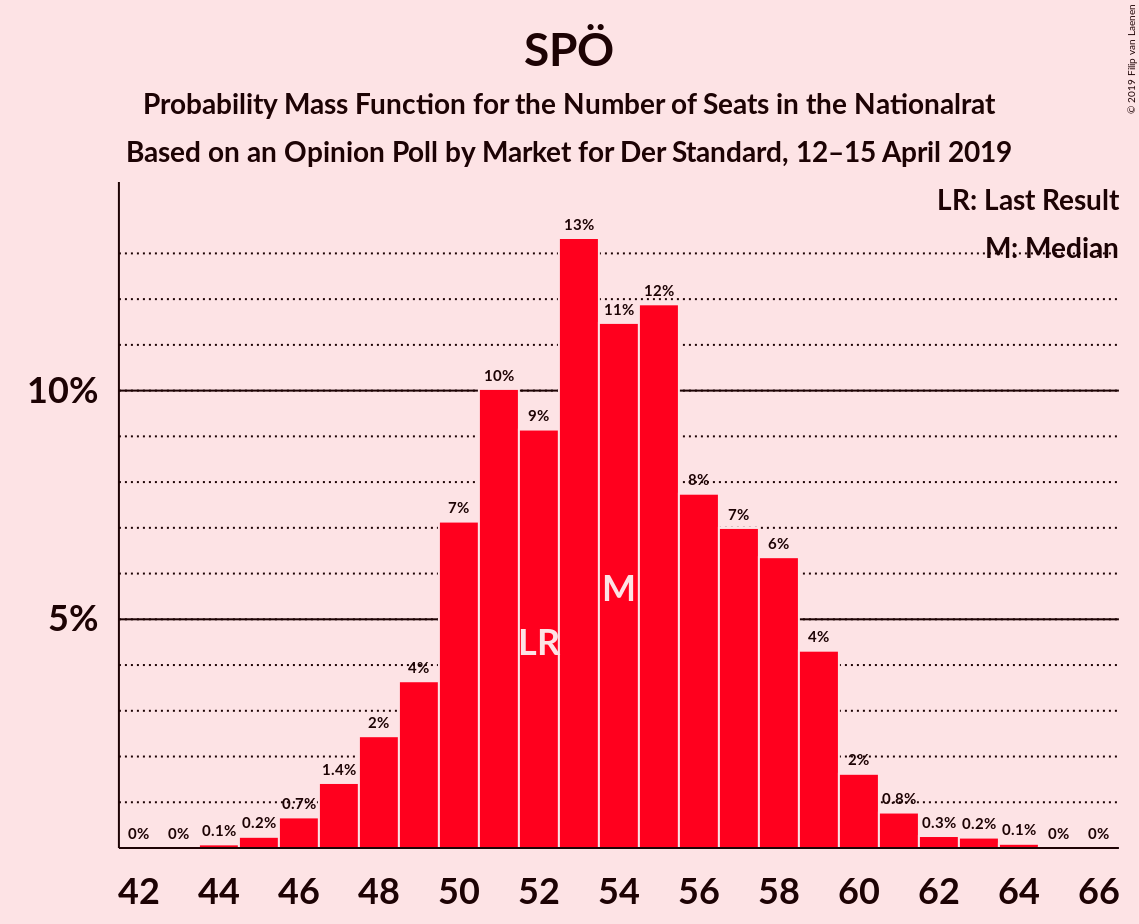 SPÖ
Probability Mass Function for the Number of Seats in the Nationalrat
Based on an Opinion Poll by Market for Der Standard, 12–15 April 2019
© 2019 Filip van Laenen
LR: Last Result
M: Median
13%
12%
11%
10%
10%
9%
8%
7%
7%
6%
M
5%
LR
4%
4%
2%
2%
1.4%
0.7%
0.8%
0% 0% 0.1% 0.2% 0.3% 0.2% 0.1% 0% 0%
42 44 46 48 50 52 54 56 58 60 62 64 66